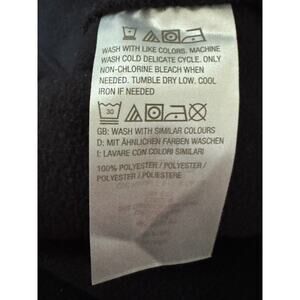 WASH WITH LIKE COLORS. MACHINE
WASH COLD DELICATE CYCLE. ONLY
NON-CHLORINE BLEACH WHEN
NEEDED. TUMBLE DRY LOW. COOL
IRON IF NEEDED
30
GB: WASH WITH SIMILAR COLOURS
D: MIT ÄHNLICHEN FARBEN WASCHEN
I: LAVARE CON COLORI SIMILARI
100% POLYESTER / POLYESTER /
POLYESTER / POLIESTERE